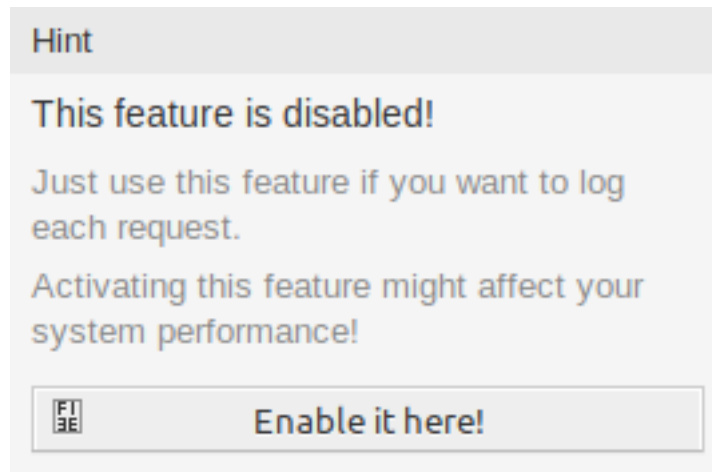 Hint
This feature is disabled!
Just use this feature if you want to log
each request.
Activating this feature might affect your
system performance!
Enable it here!